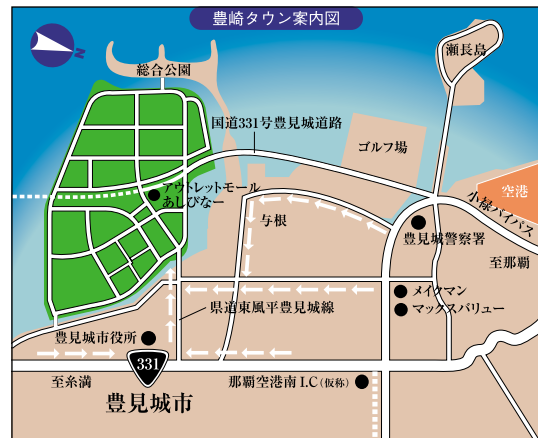 豊崎タウン案内図
N
総合公園
瀬長島
国道331号豊見城道路
ゴルフ場
空港
アウトレットモール
あしびなー
小禄バイパス
与根
豊見城警察署
至那覇
メイクマン
マックスバリュー
県道東風平豊見城線
豊見城市役所
331
至糸満
那覇空港南I.C(仮称)
豊見城市